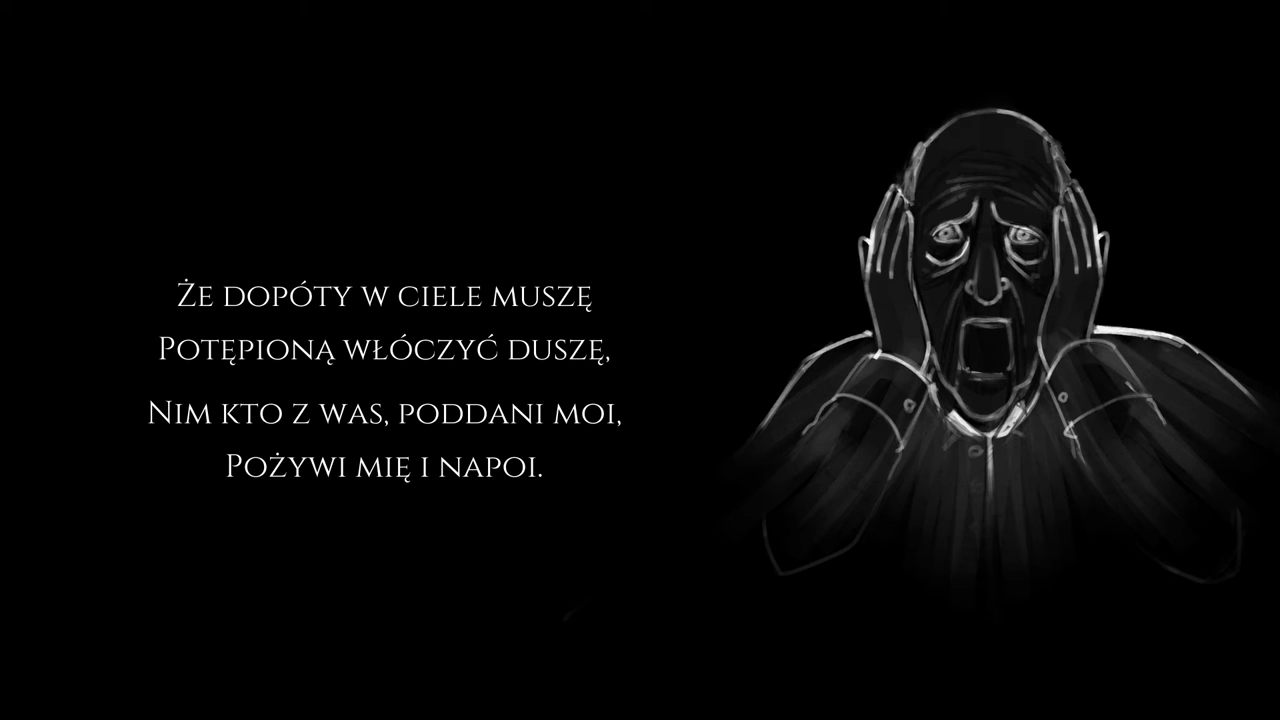 Że dopóty w ciele muszę
Potępioną włóczyć duszę,
Nim kto z was, poddani moi,
Pożywi mię i napoi.